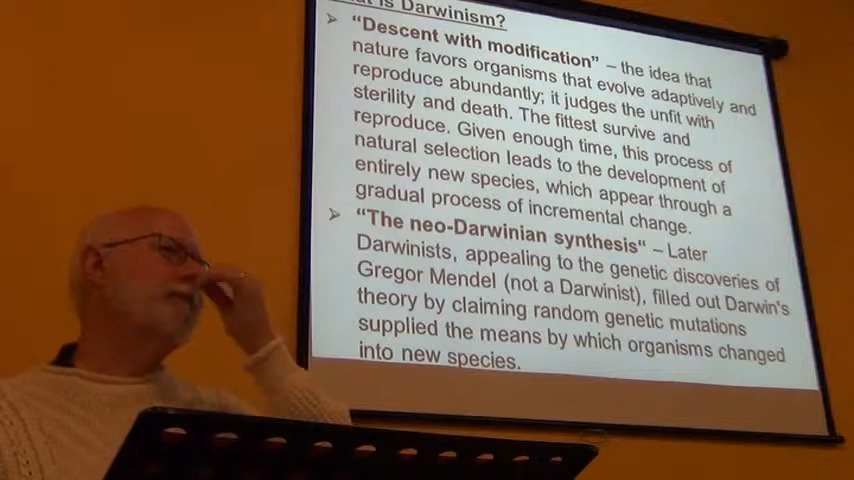 is Darwinism?
➢ “Descent with modification” – the idea that
nature favors organisms that evolve adaptively and
reproduce abundantly; it judges the unfit with
sterility and death. The fittest survive and
reproduce. Given enough time, this process of
natural selection leads to the development of
entirely new species, which appear through a
gradual process of incremental change.
➢ “The neo-Darwinian synthesis“ – Later
Darwinists, appealing to the genetic discoveries of
Gregor Mendel (not a Darwinist), filled out Darwin's
theory by claiming random genetic mutations
supplied the means by which organisms changed
into new species.